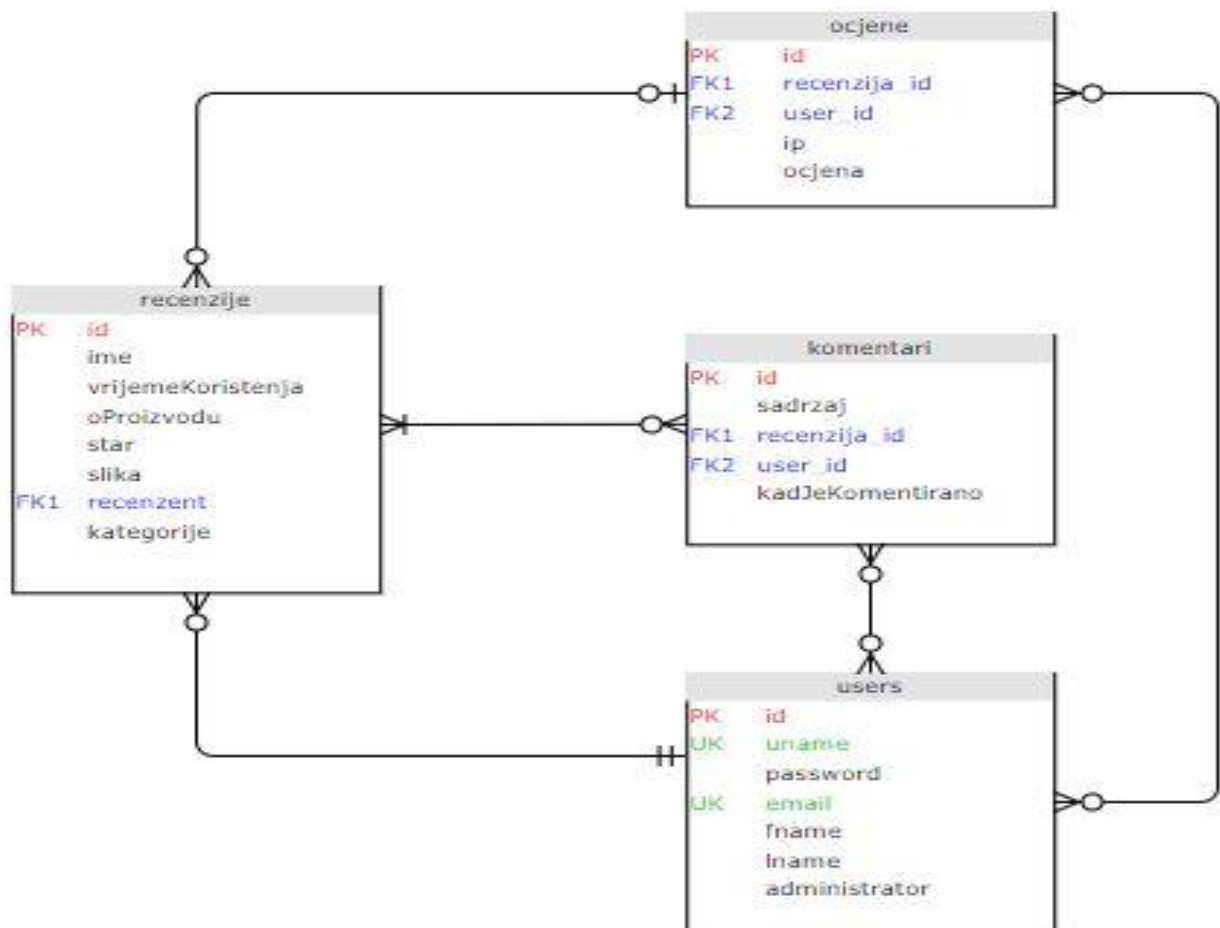 ocjene
PK id
FK1 recenzija_id
FK2 user_id
ip
ocjena
recenzije
PK id
ime
vrijemeKoristenja
oProizvodu
star
slika
FK1 recenzent
kategorije
komentari
PK id
sadrzaj
FK1 recenzija_id
FK2 user_id
kadJeKomentirano
users
PK id
UK uname
password
UK email
fname
lname
administrator